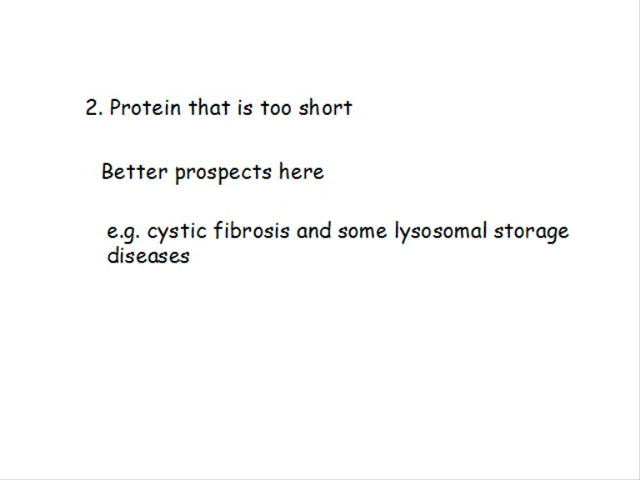 2. Protein that is too short
Better prospects here
e.g. cystic fibrosis and some lysosomal storage
diseases